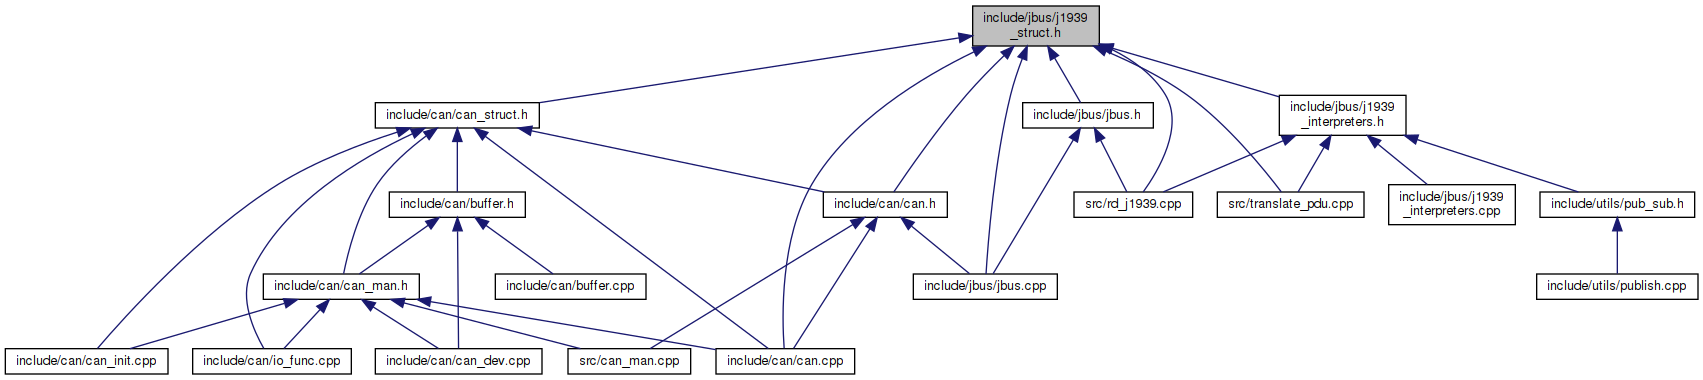 include/jbus/j1939
_struct.h
include/can/can_struct.h
include/jbus/jbus.h
include/jbus/j1939
_interpreters.h
include/can/buffer.h
include/can/can.h
src/rd_j1939.cpp
src/translate_pdu.cpp
include/jbus/j1939
_interpreters.cpp
include/utils/pub_sub.h
include/can/can_man.h
include/can/buffer.cpp
include/jbus/jbus.cpp
include/utils/publish.cpp
include/can/can_init.cpp
include/can/io_func.cpp
include/can/can_dev.cpp
src/can_man.cpp
include/can/can.cpp